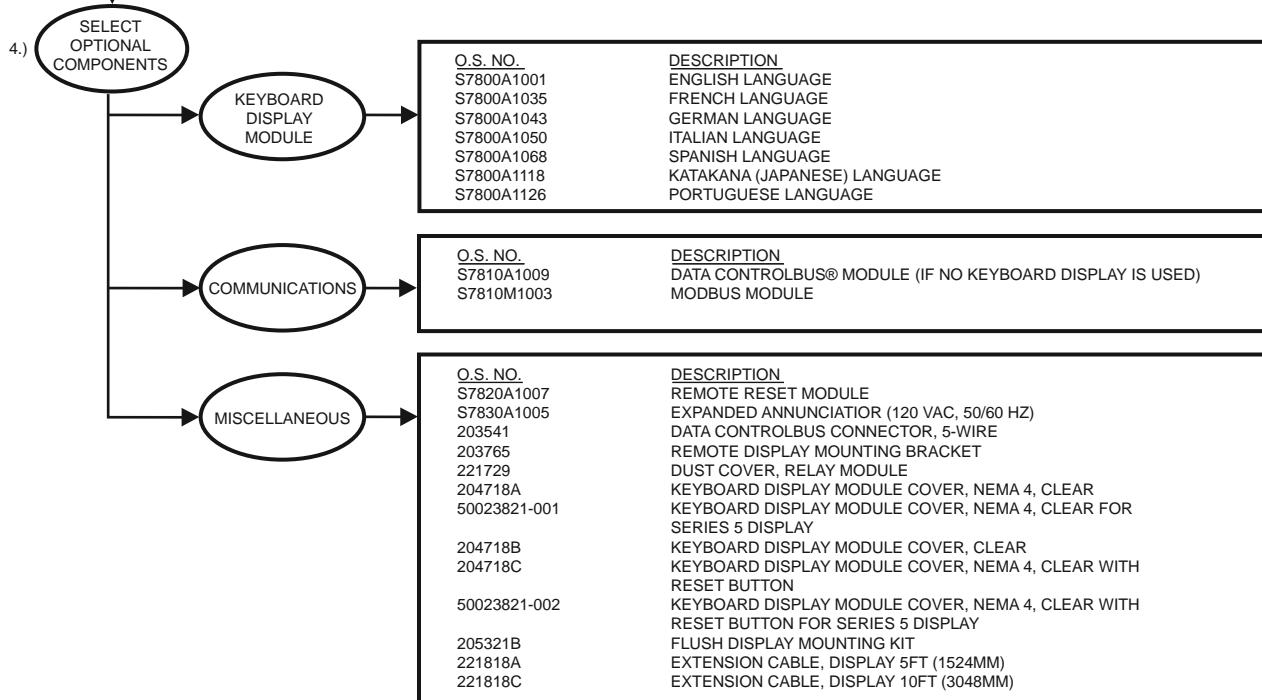 4.)
SELECT
OPTIONAL
COMPONENTS
KEYBOARD
DISPLAY
MODULE
O.S. NO. DESCRIPTION
S7800A1001 ENGLISH LANGUAGE
S7800A1035 FRENCH LANGUAGE
S7800A1043 GERMAN LANGUAGE
S7800A1050 ITALIAN LANGUAGE
S7800A1068 SPANISH LANGUAGE
S7800A1118 KATAKANA (JAPANESE) LANGUAGE
S7800A1126 PORTUGUESE LANGUAGE
COMMUNICATIONS
O.S. NO. DESCRIPTION
S7810A1009 DATA CONTROLBUS® MODULE (IF NO KEYBOARD DISPLAY IS USED)
S7810M1003 MODBUS MODULE
MISCELLANEOUS
O.S. NO. DESCRIPTION
S7820A1007 REMOTE RESET MODULE
S7830A1005 EXPANDED ANNUNCIATIOR (120 VAC, 50/60 HZ)
203541 DATA CONTROLBUS CONNECTOR, 5-WIRE
203765 REMOTE DISPLAY MOUNTING BRACKET
221729 DUST COVER, RELAY MODULE
204718A KEYBOARD DISPLAY MODULE COVER, NEMA 4, CLEAR
50023821-001 KEYBOARD DISPLAY MODULE COVER, NEMA 4, CLEAR FOR
SERIES 5 DISPLAY
204718B KEYBOARD DISPLAY MODULE COVER, CLEAR
204718C KEYBOARD DISPLAY MODULE COVER, NEMA 4, CLEAR WITH
RESET BUTTON
50023821-002 KEYBOARD DISPLAY MODULE COVER, NEMA 4, CLEAR WITH
RESET BUTTON FOR SERIES 5 DISPLAY
205321B FLUSH DISPLAY MOUNTING KIT
221818A EXTENSION CABLE, DISPLAY 5FT (1524MM)
221818C EXTENSION CABLE, DISPLAY 10FT (3048MM)